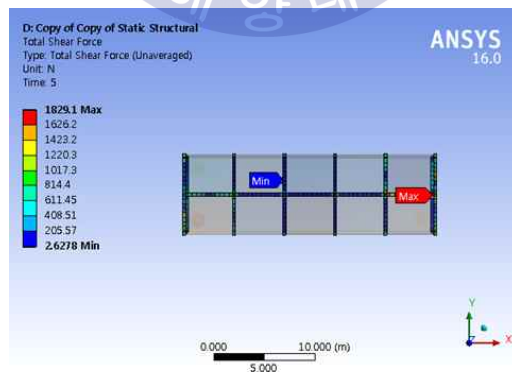 D: Copy of Copy of Static Structural
Total Shear Force
Type: Total Shear Force (Unaveraged)
Unit: N
Time: 5
ANSYS
16.0
1829.1 Max
1626.2
1423.2
1220.3
1017.3
814.4
611.45
408.51
205.57
2.6278 Min
Min
Max
0.000
10.000 (m)
5.000
Y
Z
X